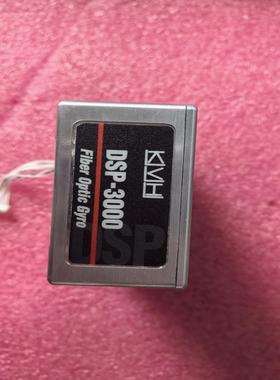 KVH
DSP-3000
Fiber Optic Gyro
DSP